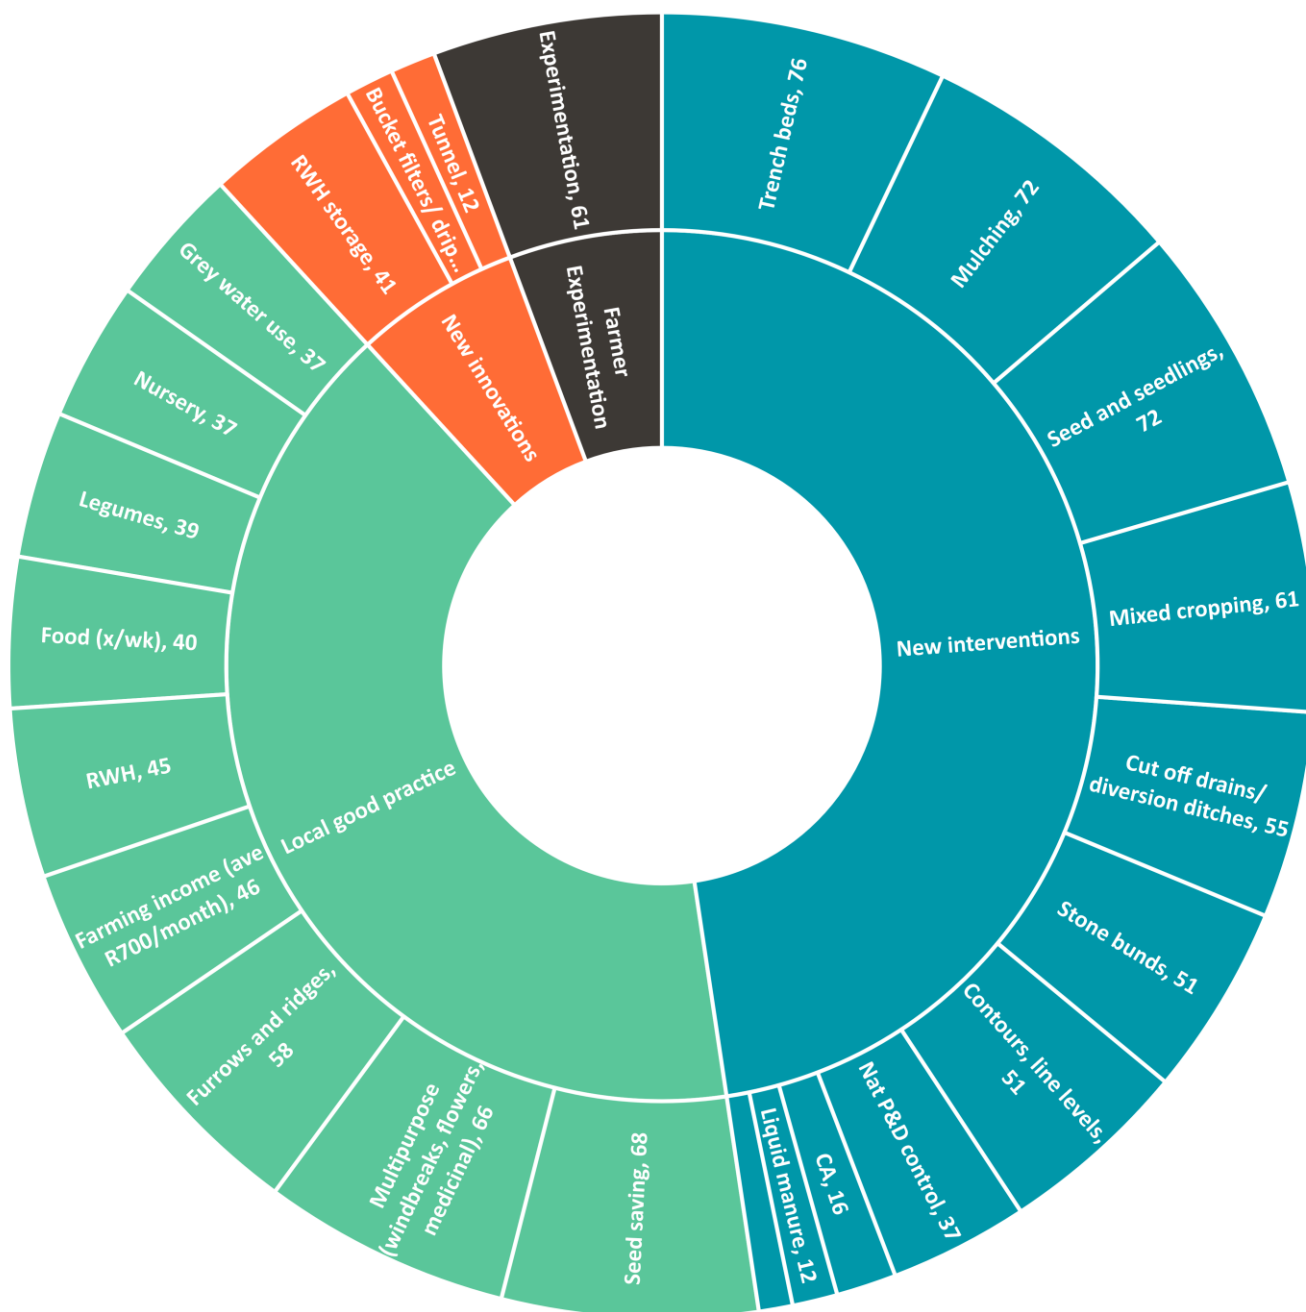 New interventions
Trench beds, 76
Mulching, 72
Seed and seedlings,
72
Mixed cropping, 61
Cut off drains/
diversion ditches, 55
Stone bunds, 51
Contours, line levels,
51
Nat P&D control, 37
CA, 16
Liquid manure, 12
Local good practice
Seed saving, 68
Multipurpose
(windbreaks, flowers,
medicinal), 66
Furrows and ridges,
58
Farming income (ave
R700/month), 46
RWH, 45
Food (x/wk), 40
Legumes, 39
Nursery, 37
Grey water use, 37
New innovations
RWH storage, 41
Bucket filters/ drip...
Tunnel, 12
Farmer
Experimentation
Experimentation, 61